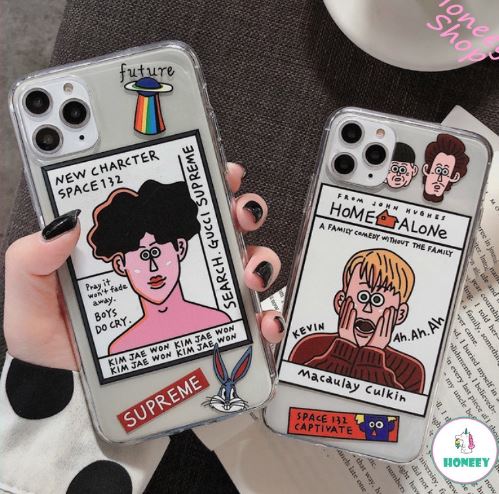 Honeey
Shop
future
NEW CHARCTER
SPACE 132
SEARCH. GUCCI SUPREME
Pray it
won't fade
away.
BOYS
DO CRY.
KIM JAE WON KIM JAE WON
KIM JAE WON KIM JAE WON
SUPREME
FROM JOHN HUGHES
HOME ALONe
A FAMILY COMEDY WITHOUT THE FAMILY
KEVIN
Ah. Ah. Ah
Macaulay Culkin
SPACE 132
CAPTIVATE
HONEEY